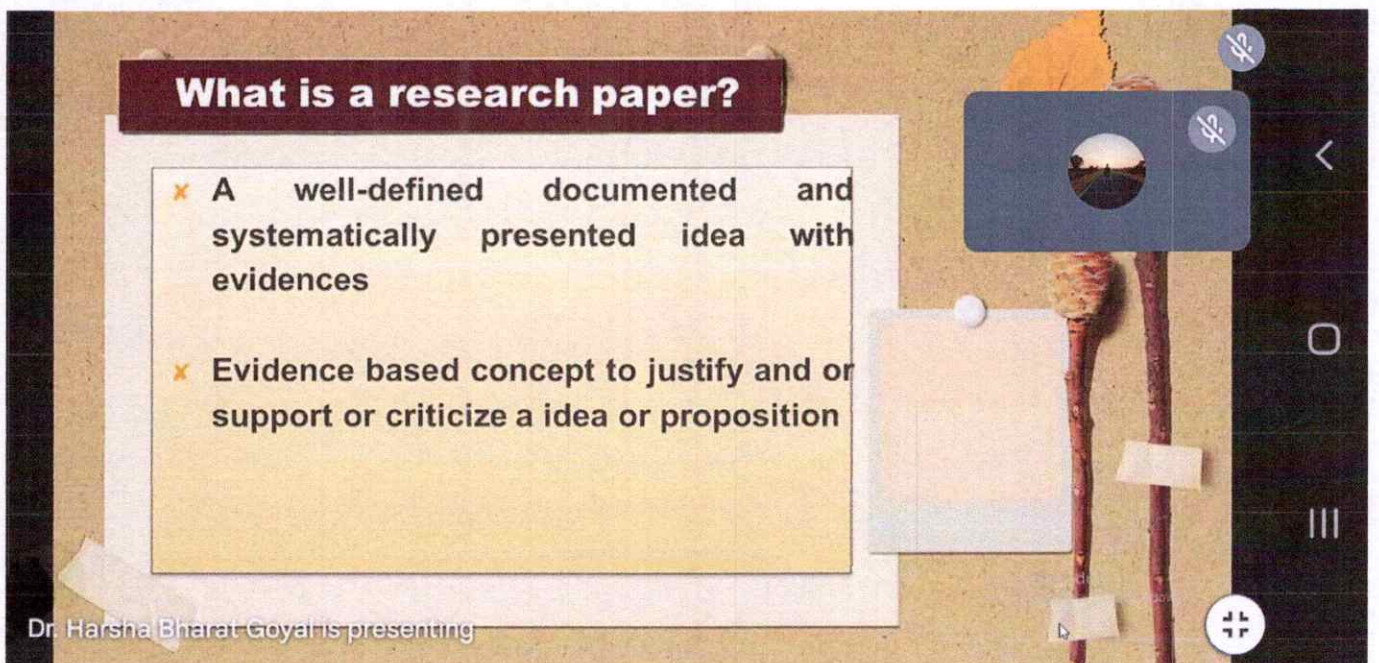 What is a research paper?
A well-defined documented and
systematically presented idea with
evidences
Evidence based concept to justify and or
support or criticize a idea or proposition
Dr. Harsha Bharat Goyal is presenting